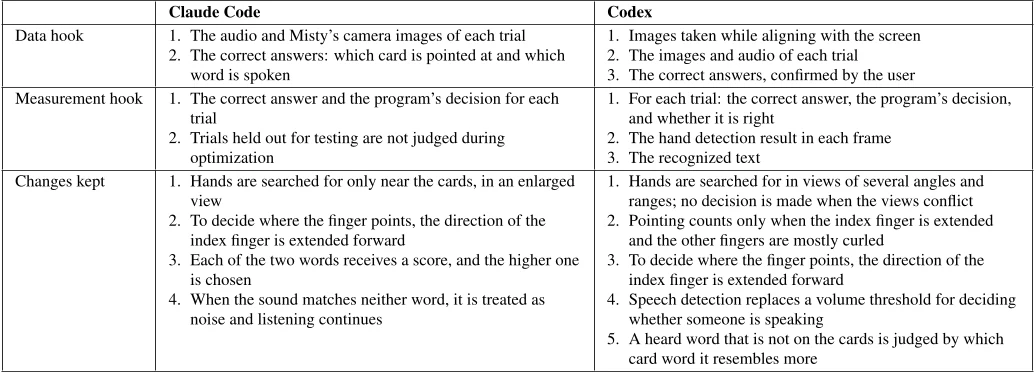 Claude Code
Codex
Data hook
1. The audio and Misty's camera images of each trial
2. The correct answers: which card is pointed at and which
word is spoken
1. Images taken while aligning with the screen
2. The images and audio of each trial
3. The correct answers, confirmed by the user
Measurement hook
1. The correct answer and the program's decision for each
trial
2. Trials held out for testing are not judged during
optimization
1. For each trial: the correct answer, the program's decision,
and whether it is right
2. The hand detection result in each frame
3. The recognized text
Changes kept
1. Hands are searched for only near the cards, in an enlarged
view
2. To decide where the finger points, the direction of the
index finger is extended forward
3. Each of the two words receives a score, and the higher one
is chosen
4. When the sound matches neither word, it is treated as
noise and listening continues
1. Hands are searched for in views of several angles and
ranges; no decision is made when the views conflict
2. Pointing counts only when the index finger is extended
and the other fingers are mostly curled
3. To decide where the finger points, the direction of the
index finger is extended forward
4. Speech detection replaces a volume threshold for deciding
whether someone is speaking
5. A heard word that is not on the cards is judged by which
card word it resembles more